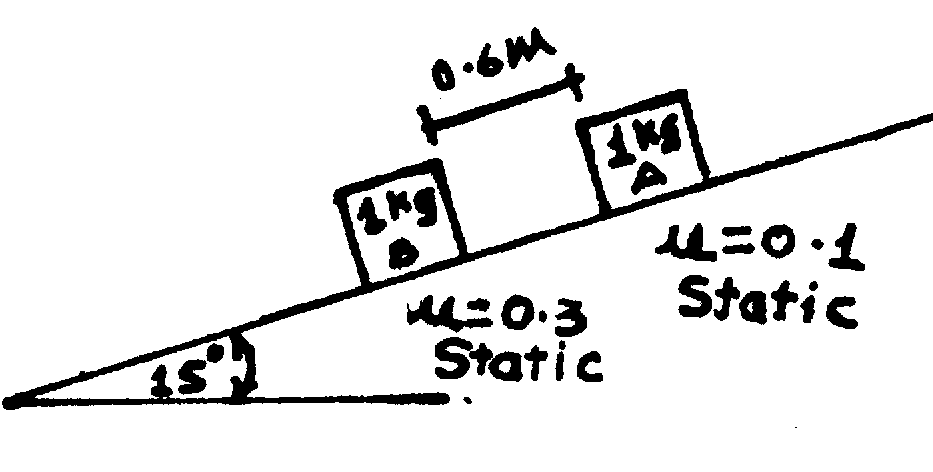 0.6m
1kg
A
1kg
B
μ=0.1
Static
μ=0.3
Static
15°